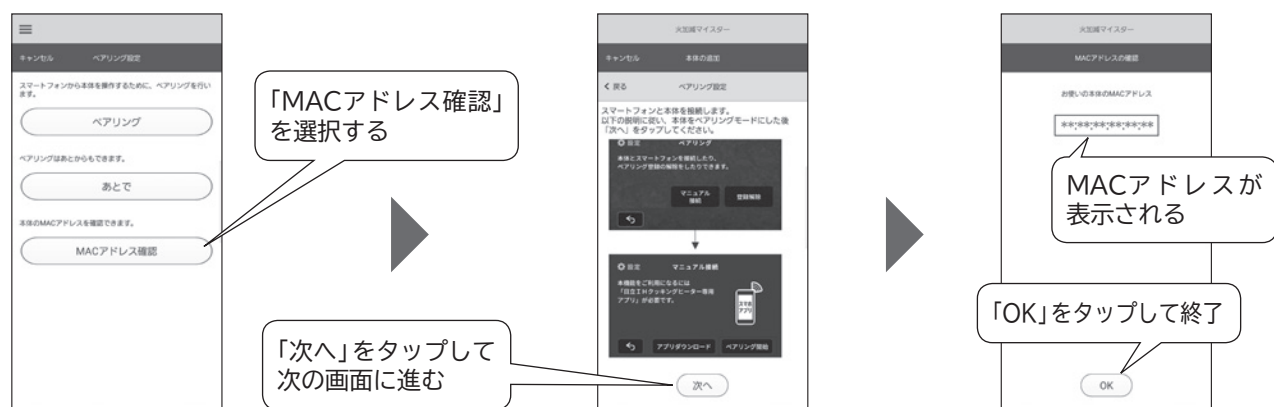 キャンセル ペアリング設定
スマートフォンから本体を操作するために、ペアリングを行い
ます。
ペアリング
ペアリングはあとからもできます。
あとで
本体のMACアドレスを確認できます。
MACアドレス確認
「MACアドレス確認」
を選択する
火加減マイスター
キャンセル 本体の追加
< 戻る ペアリング設定
スマートフォンと本体を接続します。
以下の説明に従い、本体をペアリングモードにした後
「次へ」をタップしてください。
設定 ペアリング
本体とスマートフォンを接続したり、
ペアリング登録の解除をしたりできます。
マニュアル
接続
登録解除
設定 マニュアル接続
本機能をご利用になるには
「日立IHクッキングヒーター専用
アプリ」が必要です。
スマホ
アプリ
アプリダウンロード ペアリング開始
次へ
「次へ」をタップして
次の画面に進む
火加減マイスター
MACアドレスの確認
お使いの本体のMACアドレス
**:**:**:**:**:**
MACアドレスが
表示される
「OK」をタップして終了
OK